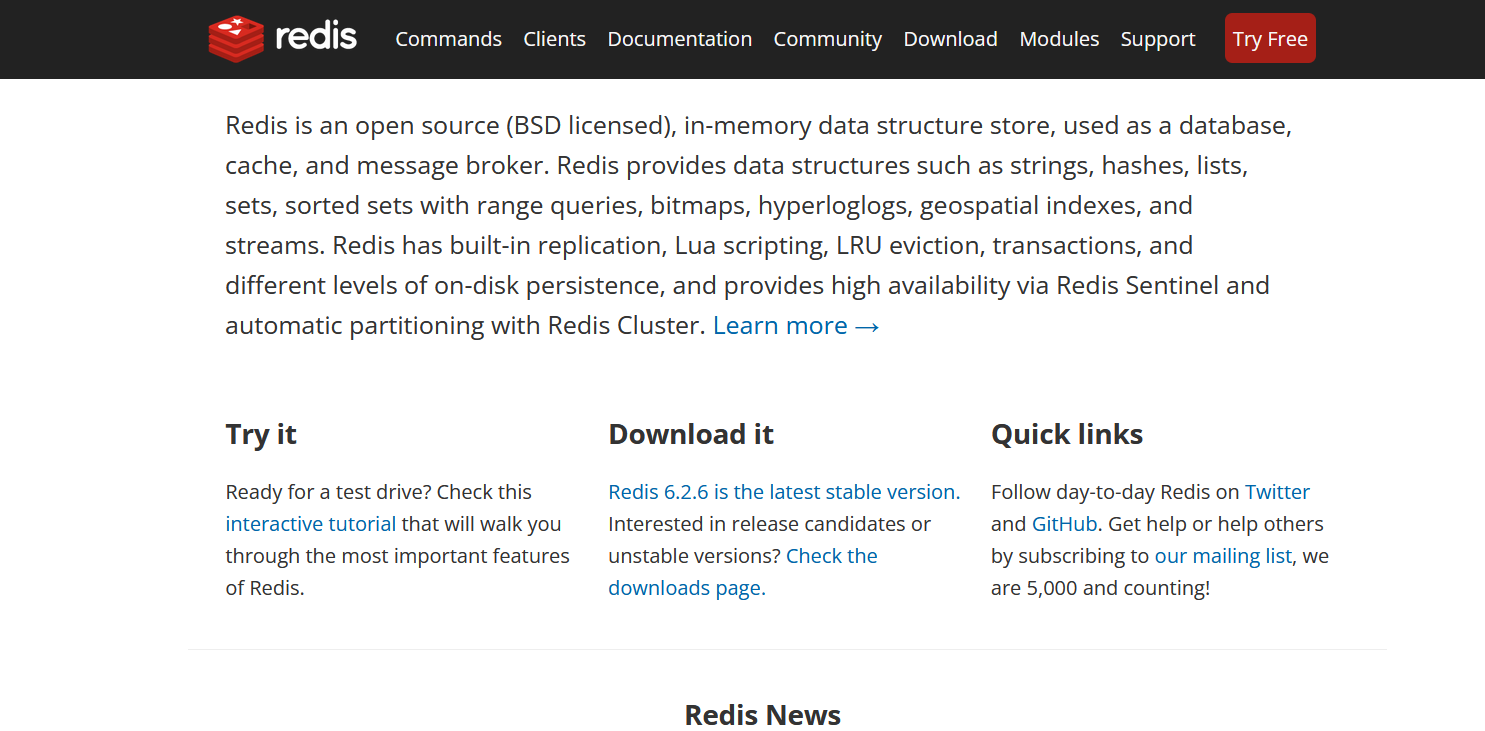 redis Commands Clients Documentation Community Download Modules Support Try Free
Redis is an open source (BSD licensed), in-memory data structure store, used as a database,
cache, and message broker. Redis provides data structures such as strings, hashes, lists,
sets, sorted sets with range queries, bitmaps, hyperloglogs, geospatial indexes, and
streams. Redis has built-in replication, Lua scripting, LRU eviction, transactions, and
different levels of on-disk persistence, and provides high availability via Redis Sentinel and
automatic partitioning with Redis Cluster. Learn more →
Try it
Ready for a test drive? Check this
interactive tutorial that will walk you
through the most important features
of Redis.
Download it
Redis 6.2.6 is the latest stable version.
Interested in release candidates or
unstable versions? Check the
downloads page.
Quick links
Follow day-to-day Redis on Twitter
and GitHub. Get help or help others
by subscribing to our mailing list, we
are 5,000 and counting!
Redis News